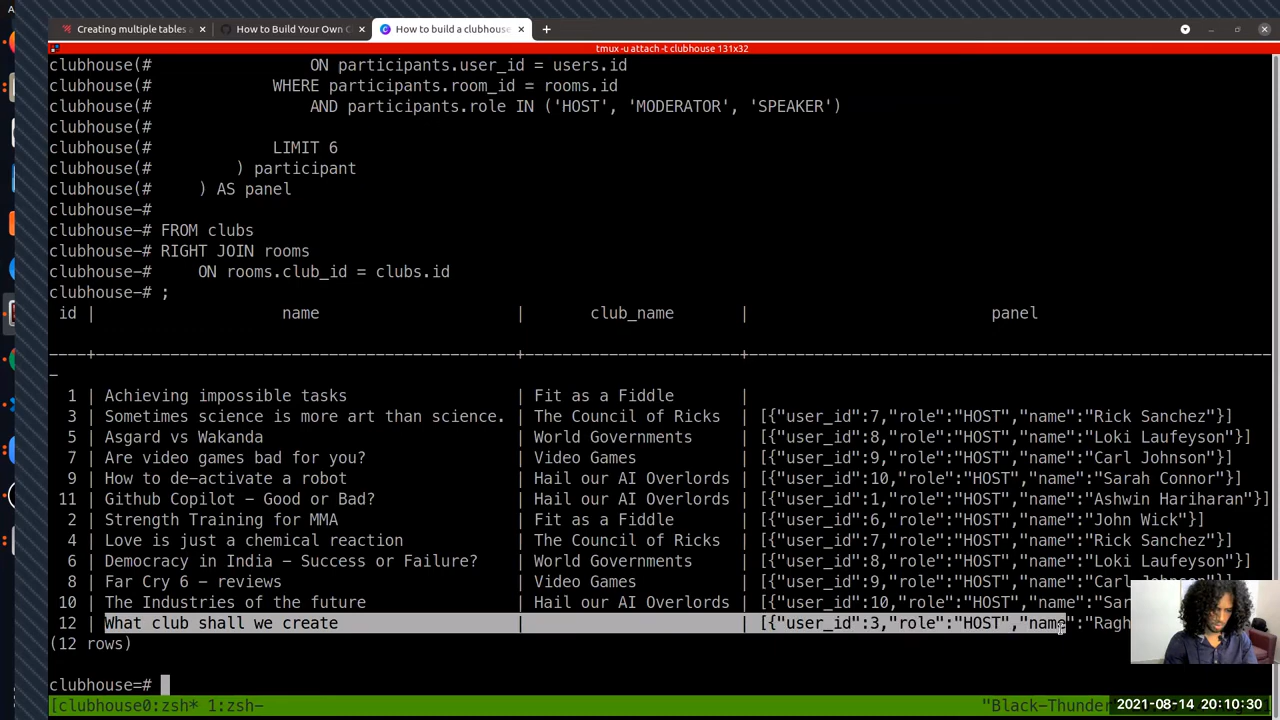 Creating multiple tables a
How to Build Your Own C
How to build a clubhouse
tmux -u attach -t clubhouse 131x32
clubhouse(#                 ON participants.user_id = users.id
clubhouse(#             WHERE participants.room_id = rooms.id
clubhouse(#                 AND participants.role IN ('HOST', 'MODERATOR', 'SPEAKER')
clubhouse(#
clubhouse(#             LIMIT 6
clubhouse(#         ) participant
clubhouse(#     ) AS panel
clubhouse-#
clubhouse-# FROM clubs
clubhouse-# RIGHT JOIN rooms
clubhouse-#     ON rooms.club_id = clubs.id
clubhouse-# ;
id | name | club_name | panel
----+--------------------------------------------+-----------------------+--------------------------------------------------------
–
1 | Achieving impossible tasks | Fit as a Fiddle |
3 | Sometimes science is more art than science. | The Council of Ricks | [{"user_id":7,"role":"HOST","name":"Rick Sanchez"}]
5 | Asgard vs Wakanda | World Governments | [{"user_id":8,"role":"HOST","name":"Loki Laufeyson"}]
7 | Are video games bad for you? | Video Games | [{"user_id":9,"role":"HOST","name":"Carl Johnson"}]
9 | How to de-activate a robot | Hail our AI Overlords | [{"user_id":10,"role":"HOST","name":"Sarah Connor"}]
11 | Github Copilot – Good or Bad? | Hail our AI Overlords | [{"user_id":1,"role":"HOST","name":"Ashwin Hariharan"}]
2 | Strength Training for MMA | Fit as a Fiddle | [{"user_id":6,"role":"HOST","name":"John Wick"}]
4 | Love is just a chemical reaction | The Council of Ricks | [{"user_id":7,"role":"HOST","name":"Rick Sanchez"}]
6 | Democracy in India – Success or Failure? | World Governments | [{"user_id":8,"role":"HOST","name":"Loki Laufeyson"}]
8 | Far Cry 6 – reviews | Video Games | [{"user_id":9,"role":"HOST","name":"Carl Johnson"}]
10 | The Industries of the future | Hail our AI Overlords | [{"user_id":10,"role":"HOST","name":"Sar
12 | What club shall we create | | [{"user_id":3,"role":"HOST","name":"Ragh
(12 rows)
clubhouse=#
[clubhouse0:zsh* 1:zsh-
"Black-Thunder
2021-08-14 20:10:30